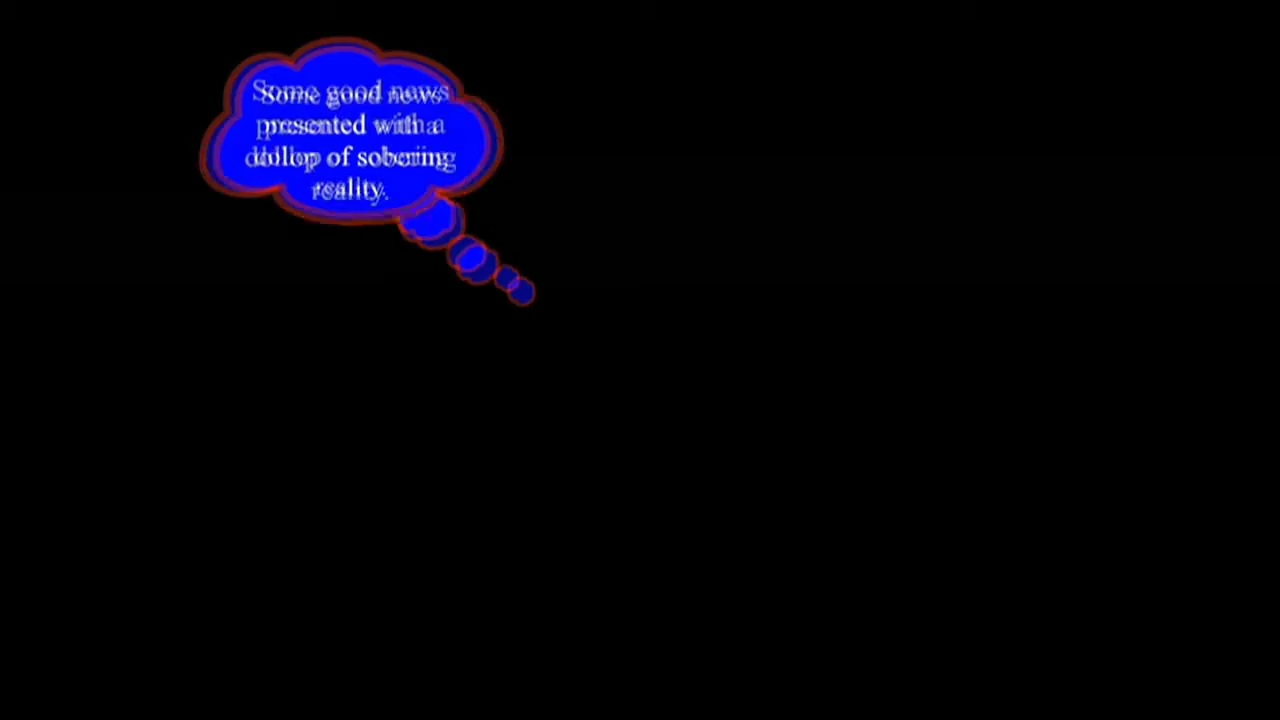 Some good news
presented with a
dollop of sobering
reality.